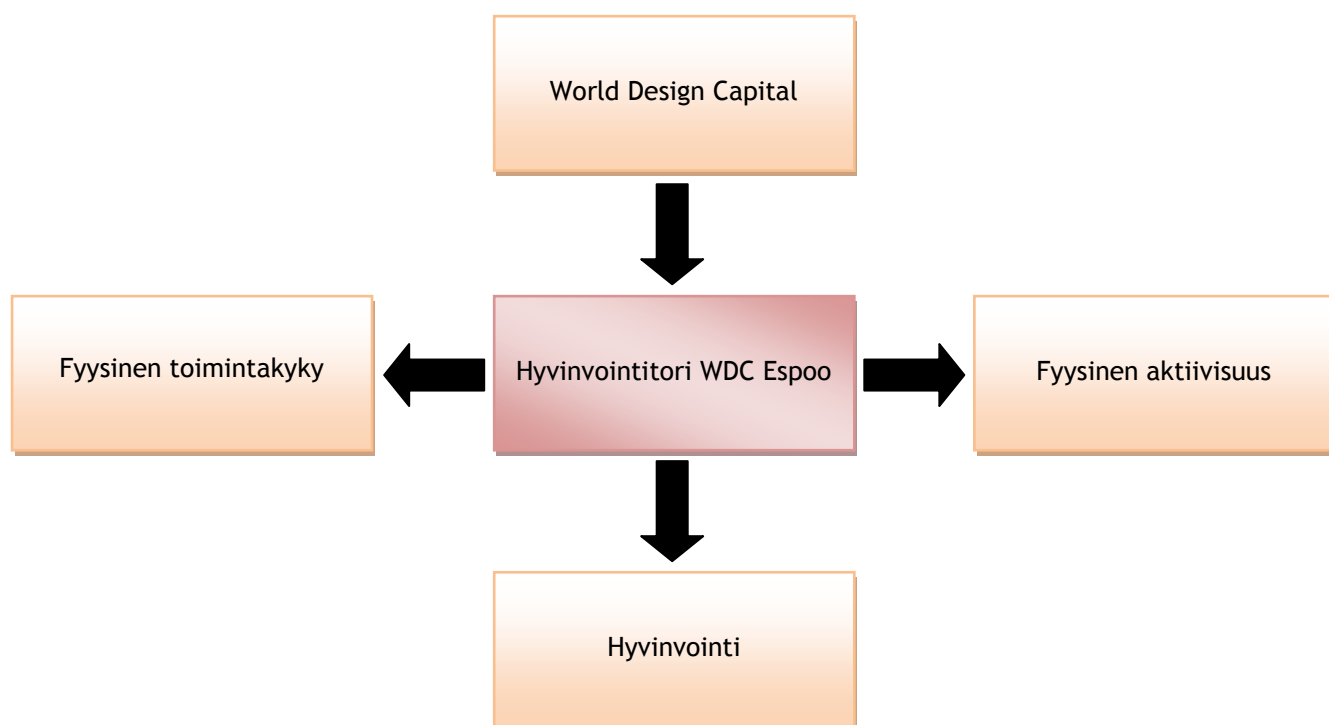 World Design Capital
Fyysinen toimintakyky
Hyvinvointitori WDC Espoo
Fyysinen aktiivisuus
Hyvinvointi